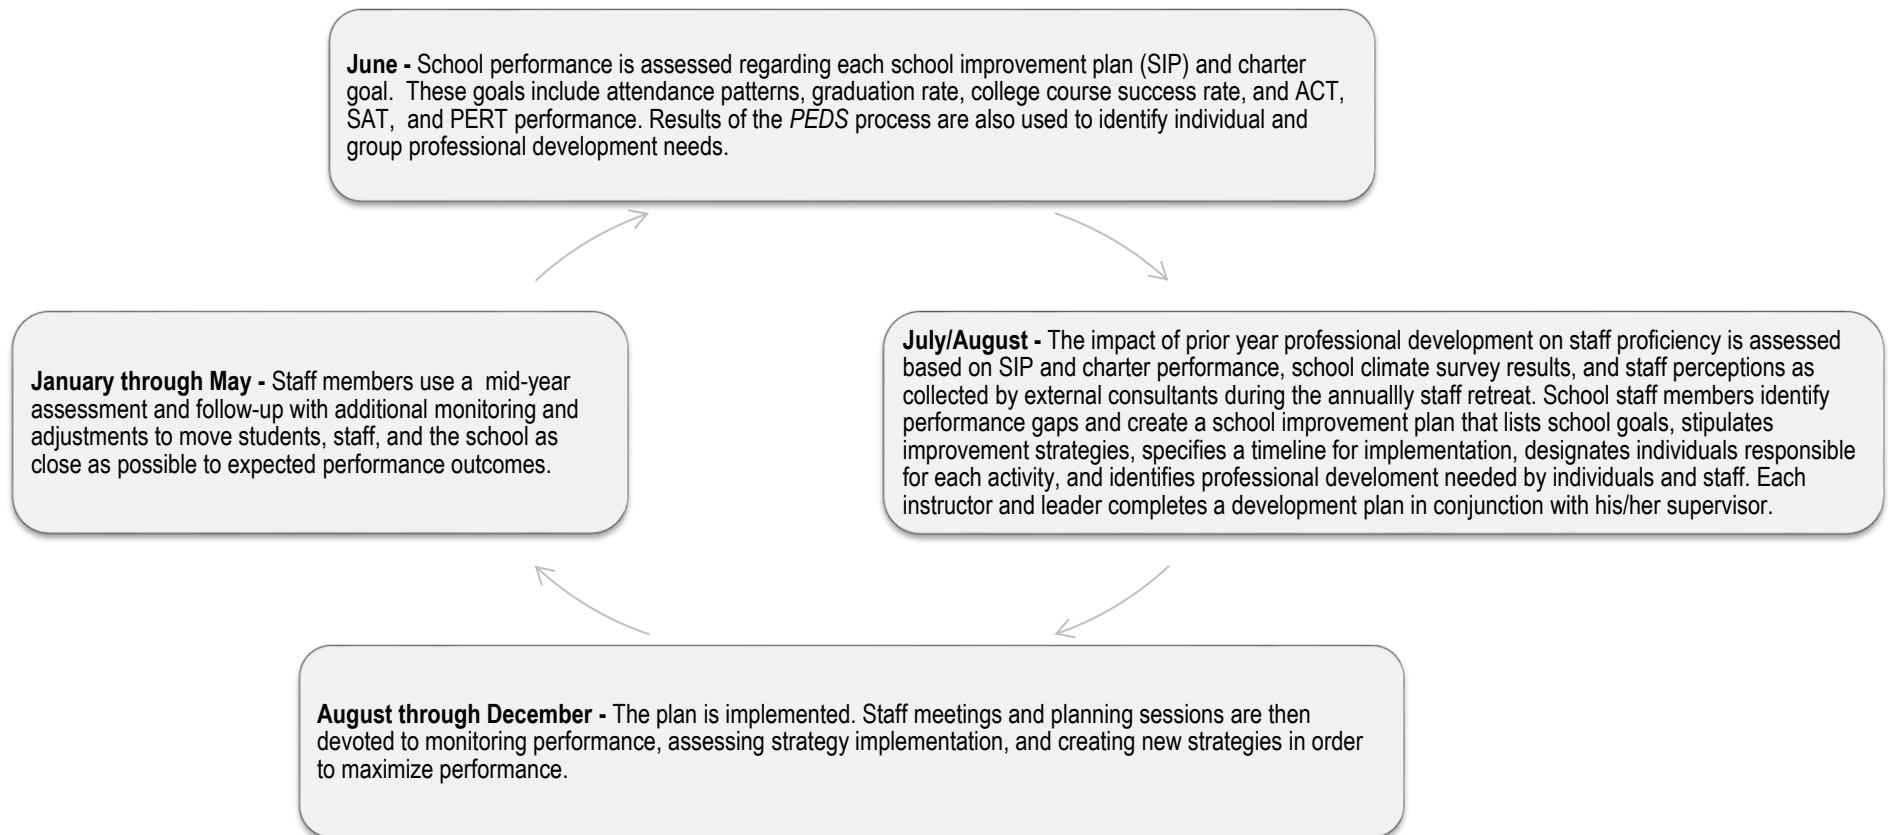 June - School performance is assessed regarding each school improvement plan (SIP) and charter
goal.  These goals include attendance patterns, graduation rate, college course success rate, and ACT,
SAT,  and PERT performance. Results of the PEDS process are also used to identify individual and
group professional development needs.
July/August - The impact of prior year professional development on staff proficiency is assessed
based on SIP and charter performance, school climate survey results, and staff perceptions as
collected by external consultants during the annuallly staff retreat. School staff members identify
performance gaps and create a school improvement plan that lists school goals, stipulates
improvement strategies, specifies a timeline for implementation, designates individuals responsible
for each activity, and identifies professional develoment needed by individuals and staff. Each
instructor and leader completes a development plan in conjunction with his/her supervisor.
August through December - The plan is implemented. Staff meetings and planning sessions are then
devoted to monitoring performance, assessing strategy implementation, and creating new strategies in order
to maximize performance.
January through May - Staff members use a  mid-year
assessment and follow-up with additional monitoring and
adjustments to move students, staff, and the school as
close as possible to expected performance outcomes.